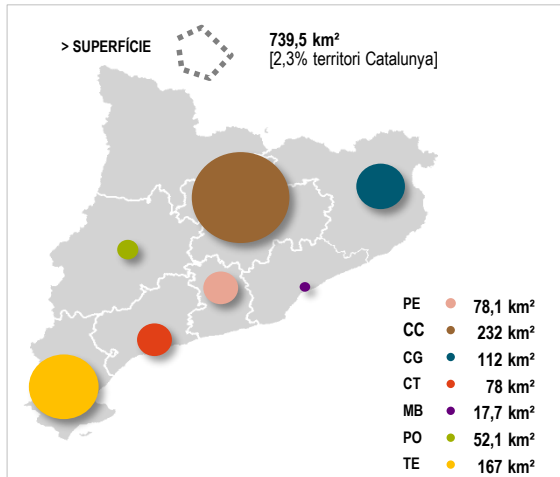 > SUPERFÍCIE
739,5 km²
[2,3% territori Catalunya]
PE 78,1 km²
CC 232 km²
CG 112 km²
CT 78 km²
MB 17,7 km²
PO 52,1 km²
TE 167 km²